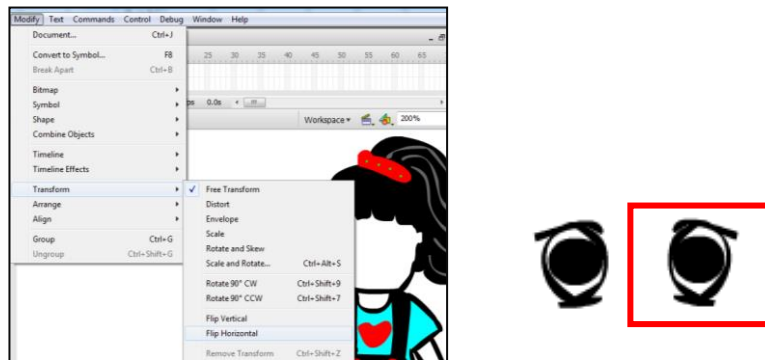 Modify Text Commands Control Debug Window Help
Document... Ctrl+J
Convert to Symbol... F8
Break Apart Ctrl+B
Bitmap
Symbol
Shape
Combine Objects
Timeline
Timeline Effects
Transform
Arrange
Align
Group Ctrl+G
Ungroup Ctrl+Shift+G
25 30 35 40 45 50 55 60 65
0.0s
Workspace 200%
Free Transform
Distort
Envelope
Scale
Rotate and Skew
Scale and Rotate... Ctrl+Alt+S
Rotate 90° CW Ctrl+Shift+9
Rotate 90° CCW Ctrl+Shift+7
Flip Vertical
Flip Horizontal
Remove Transform Ctrl+Shift+Z